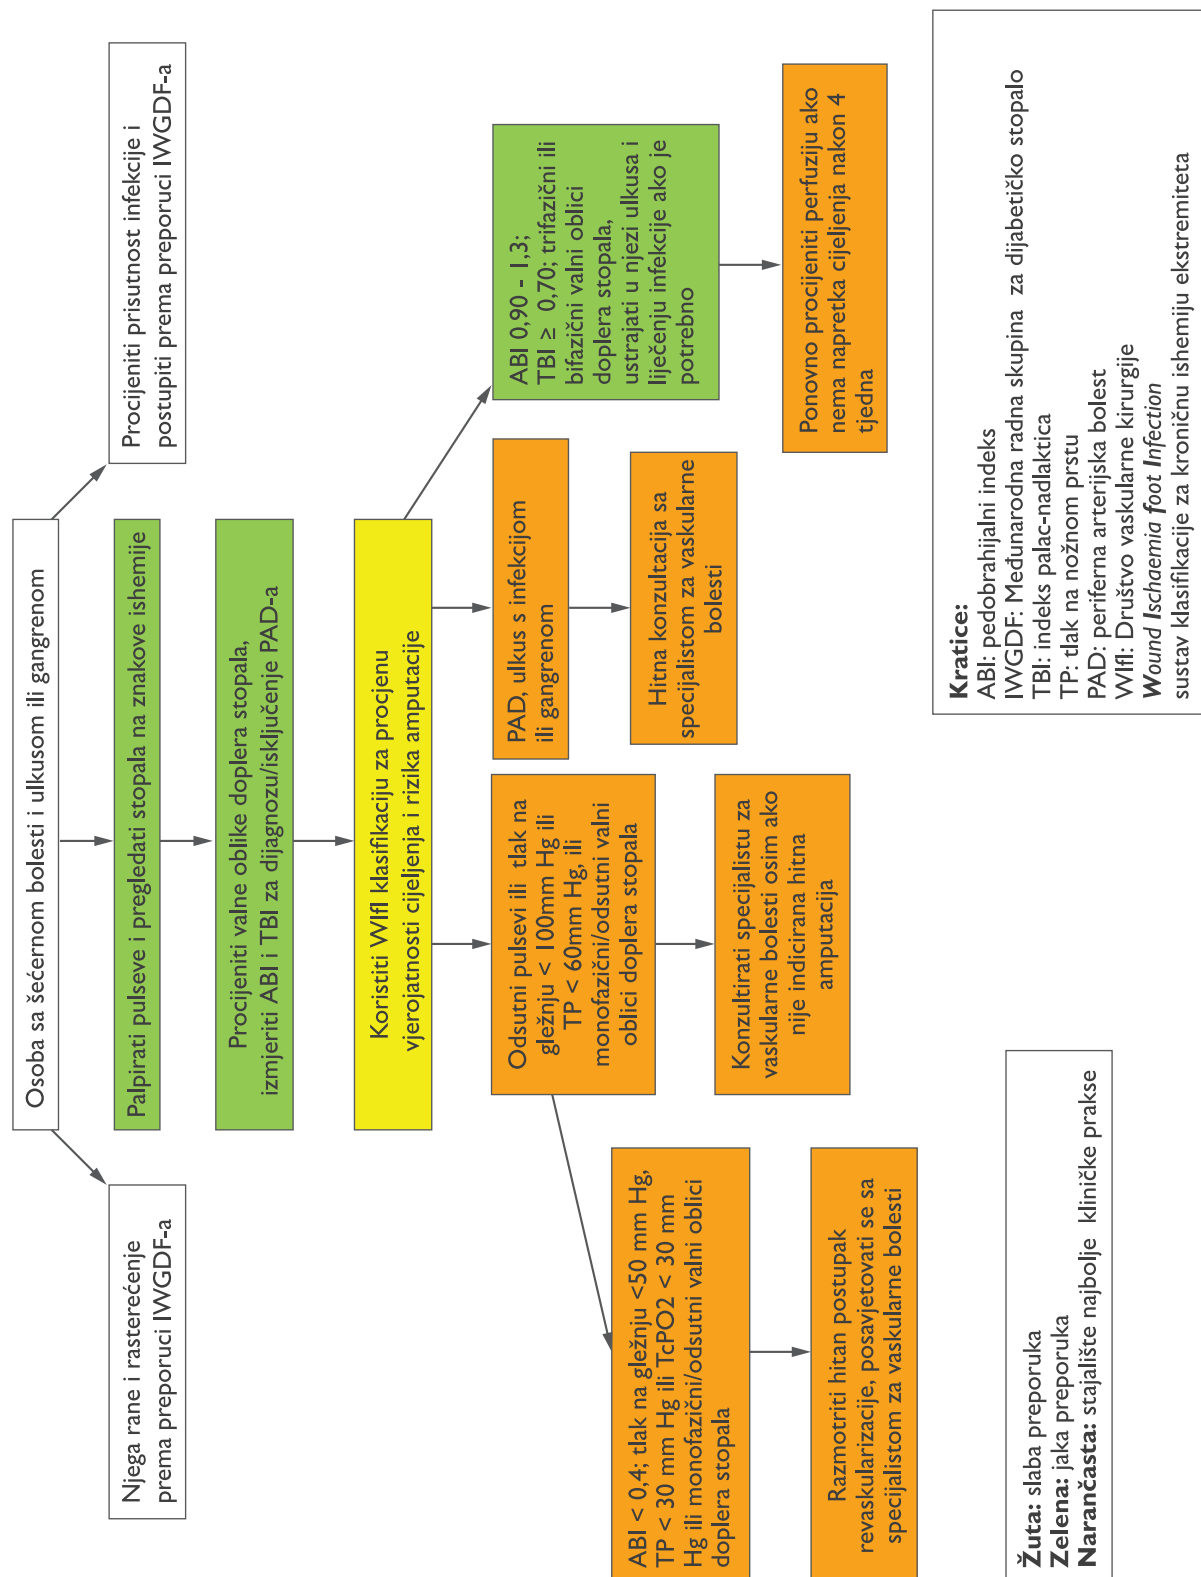 Osoba sa šećernom bolesti i ulkusom ili gangrenom
Njega rane i rasterećenje
prema preporuci IWGDF-a
Palpirati pulseve i pregledati stopala na znakove ishemije
Procijeniti prisutnost infekcije i
postupiti prema preporuci IWGDF-a
Procijeniti valne oblike doplera stopala,
izmjeriti ABI i TBI za dijagnozu/isključenje PAD-a
Koristiti WIfI klasifikaciju za procjenu
vjerojatnosti cijeljenja i rizika amputacije
Odsutni pulsevi ili tlak na
gležnju < 100mm Hg ili
TP < 60mm Hg, ili
monofazični/odsutni valni
oblici doplera stopala
PAD, ulkus s infekcijom
ili gangrenom
ABI 0,90 - 1,3;
TBI ≥ 0,70; trifazični ili
bifazični valni oblici
doplera stopala,
ustrajati u njezi ulkusa i
liječenju infekcije ako je
potrebno
ABI < 0,4; tlak na gležnju <50 mm Hg,
TP < 30 mm Hg ili TcPO2 < 30 mm
Hg ili monofazični/odsutni valni oblici
doplera stopala
Konzultirati specijalistu za
vaskularne bolesti osim ako
nije indicirana hitna
amputacija
Hitna konzultacija sa
specijalistom za vaskularne
bolesti
Ponovno procijeniti perfuziju ako
nema napretka cijeljenja nakon 4
tjedna
Razmotriti hitan postupak
revaskularizacije, posavjetovati se sa
specijalistom za vaskularne bolesti
Žuta: slaba preporuka
Zelena: jaka preporuka
Narančasta: stajalište najbolje kliničke prakse
Kratice:
ABI: pedobrahijalni indeks
IWGDF: Međunarodna radna skupina za dijabetičko stopalo
TBI: indeks palac-nadlaktica
TP: tlak na nožnom prstu
PAD: periferna arterijska bolest
WIfI: Društvo vaskularne kirurgije
Wound Ischaemia foot Infection
sustav klasifikacije za kroničnu ishemiju ekstremiteta